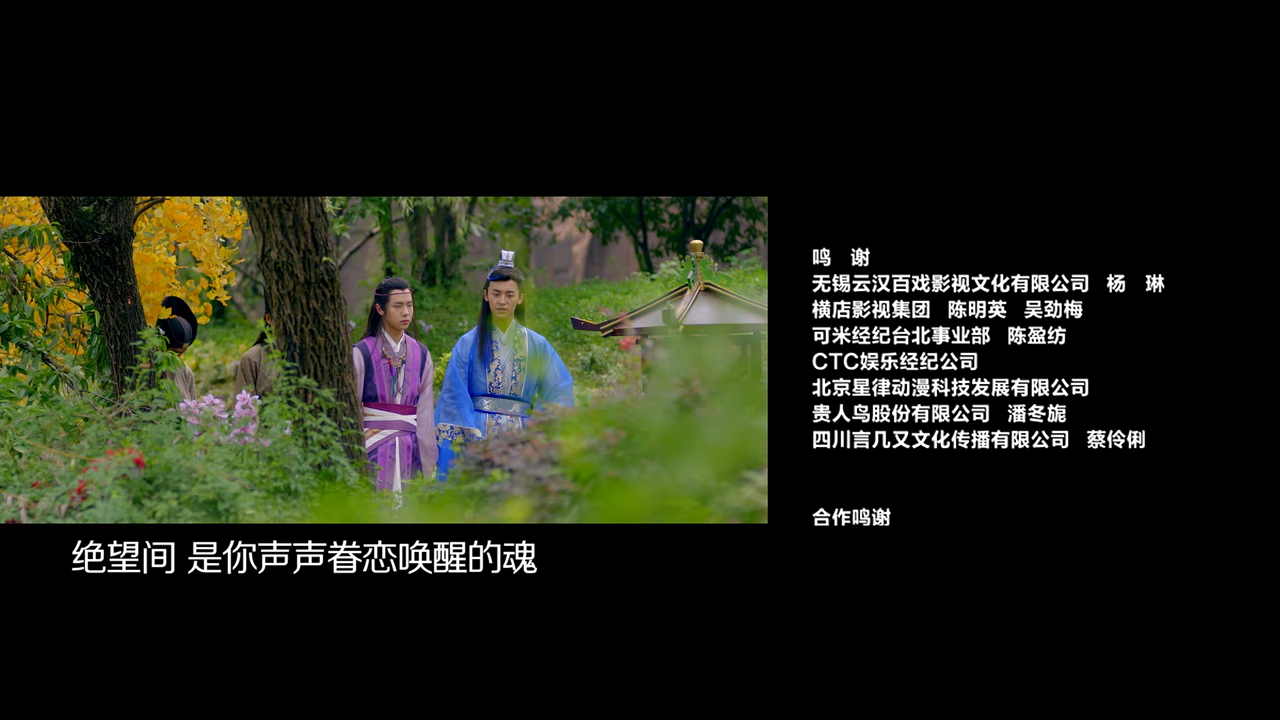 鸣 谢
无锡云汉百戏影视文化有限公司 杨 琳
横店影视集团 陈明英 吴劲梅
可米经纪台北事业部 陈盈纺
CTC娱乐经纪公司
北京星律动漫科技发展有限公司
贵人鸟股份有限公司 潘冬旎
四川言几又文化传播有限公司 蔡伶俐
合作鸣谢
绝望间 是你声声眷恋唤醒的魂